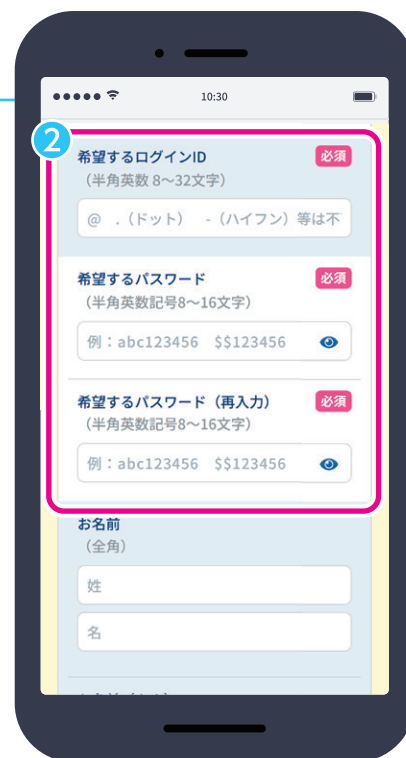 10:30
2
希望するログインID 必須
（半角英数 8～32文字）
@ .（ドット） -（ハイフン）等は不
希望するパスワード 必須
（半角英数記号8～16文字）
例：abc123456 $$123456
希望するパスワード（再入力） 必須
（半角英数記号8～16文字）
例：abc123456 $$123456
お名前
（全角）
姓
名